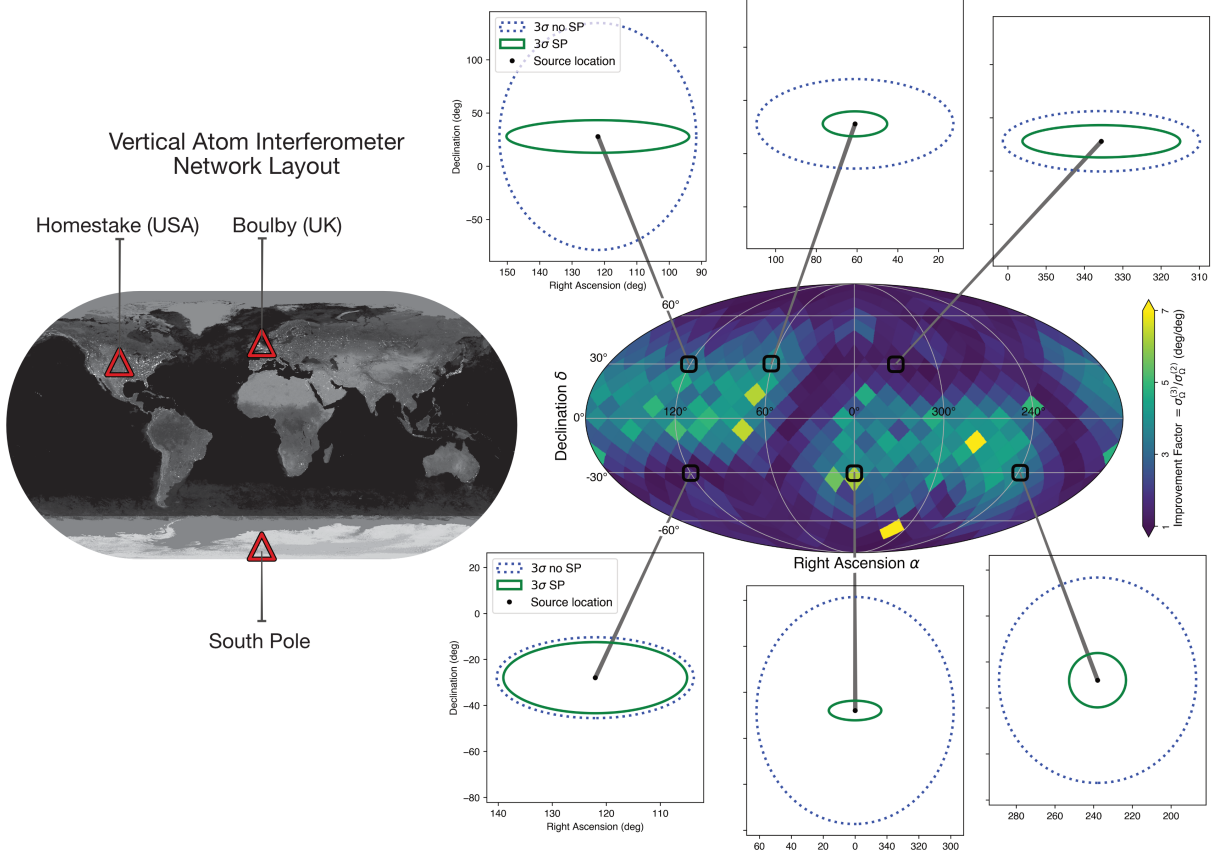 Vertical Atom Interferometer
Network Layout
Homestake (USA)
Boulby (UK)
South Pole
3σ no SP
3σ SP
Source location
100
50
0
−50
Declination (deg)
150 140 130 120 110 100 90
Right Ascension (deg)
100 80 60 40 20
0 350 340 330 320 310
60°
30°
0°
-30°
-60°
Declination δ
120° 60° 0° 300° 240°
Right Ascension α
7
5
3
1
Improvement Factor = σ_Ω^(3)/σ_Ω^(2) (deg/deg)
3σ no SP
3σ SP
Source location
20
0
−20
−40
−60
−80
Declination (deg)
140 130 120 110
Right Ascension (deg)
60 40 20 0 340 320 300
280 260 240 220 200